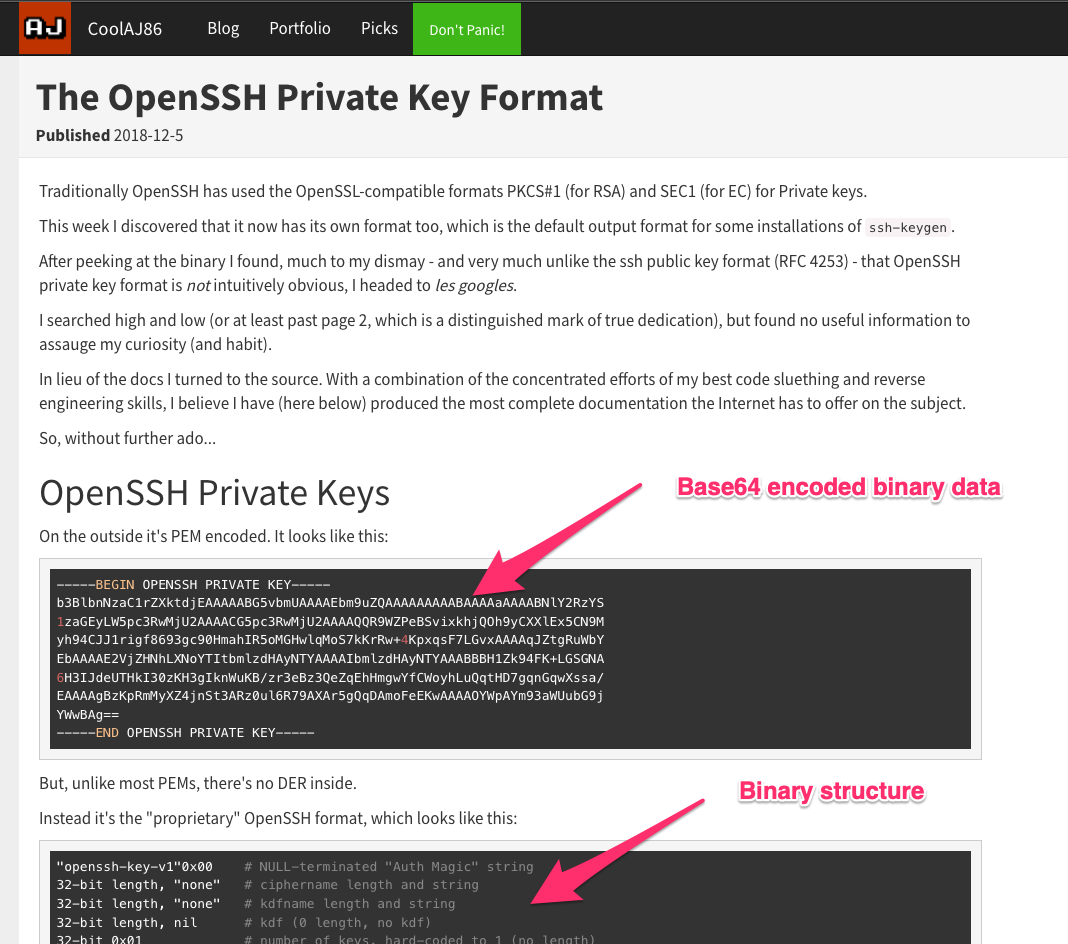 AJ CoolAJ86 Blog Portfolio Picks Don't Panic!
The OpenSSH Private Key Format
Published 2018-12-5
Traditionally OpenSSH has used the OpenSSL-compatible formats PKCS#1 (for RSA) and SEC1 (for EC) for Private keys.
This week I discovered that it now has its own format too, which is the default output format for some installations of ssh-keygen.
After peeking at the binary I found, much to my dismay - and very much unlike the ssh public key format (RFC 4253) - that OpenSSH
private key format is not intuitively obvious, I headed to les googles.
I searched high and low (or at least past page 2, which is a distinguished mark of true dedication), but found no useful information to
assauge my curiosity (and habit).
In lieu of the docs I turned to the source. With a combination of the concentrated efforts of my best code sluething and reverse
engineering skills, I believe I have (here below) produced the most complete documentation the Internet has to offer on the subject.
So, without further ado...
OpenSSH Private Keys
Base64 encoded binary data
On the outside it's PEM encoded. It looks like this:
-----BEGIN OPENSSH PRIVATE KEY-----
b3BlbnNzaC1rZXktdjEAAAAABG5vbmUAAAAEbm9uZQAAAAAAAAABAAAAaAAAABNlY2RzYS
1zaGEyLW5pc3RwMjU2AAAACG5pc3RwMjU2AAAAQQR9WZPeBSvixkhjQOh9yCXXlEx5CN9M
yh94CJJ1rigf8693gc90HmahIR5oMGHwlqMoS7kKrRw+4KpxqsF7LGvxAAAAqJZtgRuWbY
EbAAAAE2VjZHNhLXNoYTItbmlzdHAyNTYAAAAIbmlzdHAyNTYAAABBBH1Zk94FK+LGSGNA
6H3IJdeUTHkI30zKH3gIknWuKB/zr3eBz3QeZqEhHmgwYfCWoyhLuQqtHD7gqnGqwXssa/
EAAAAgBzKpRmMyXZ4jnSt3ARz0ul6R79AXAr5gQqDAmoFeEKwAAAAOYWpAYm93aWUubG9j
YWwBAg==
-----END OPENSSH PRIVATE KEY-----
But, unlike most PEMs, there's no DER inside.
Binary structure
Instead it's the "proprietary" OpenSSH format, which looks like this:
"openssh-key-v1"0x00 # NULL-terminated "Auth Magic" string
32-bit length, "none" # ciphername length and string
32-bit length, "none" # kdfname length and string
32-bit length, nil # kdf (0 length, no kdf)
32-bit 0x01 # number of keys, hard-coded to 1 (no length)